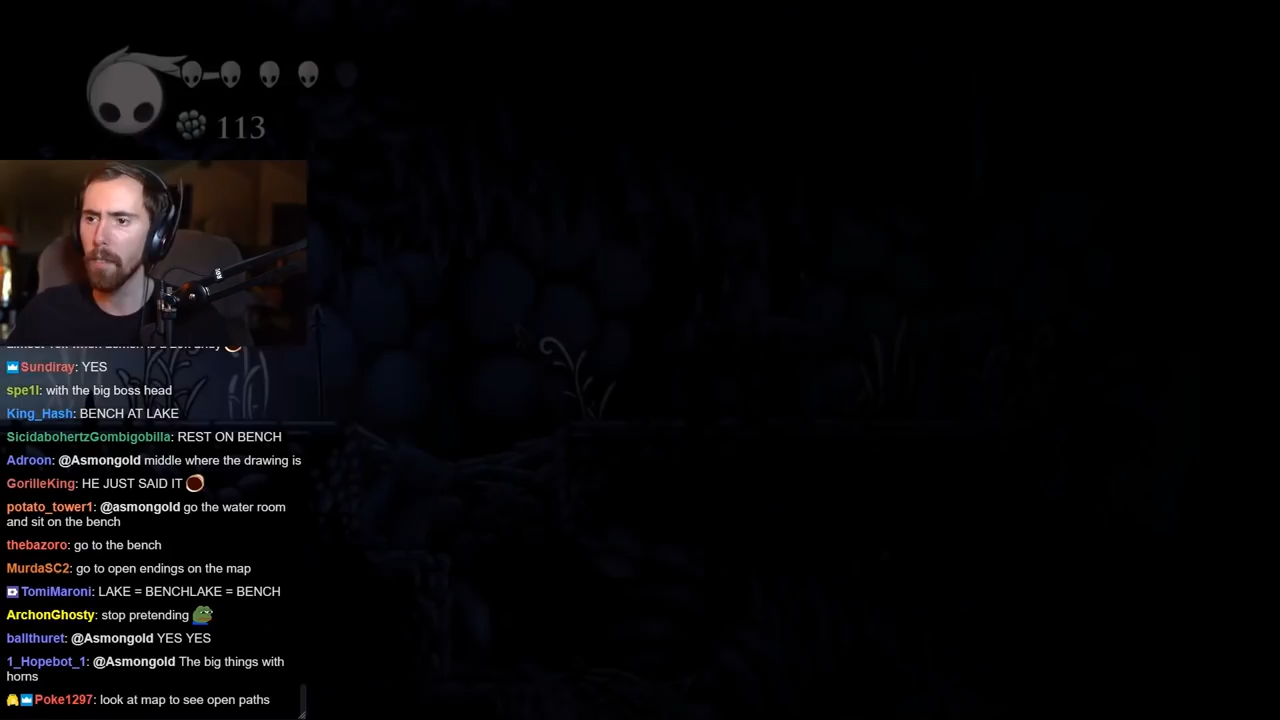 113
Sundiray: YES
spe1l: with the big boss head
King_Hash: BENCH AT LAKE
SicidabohertzGombigobilla: REST ON BENCH
Adroon: @Asmongold middle where the drawing is
GorilleKing: HE JUST SAID IT
potato_tower1: @asmongold go the water room
and sit on the bench
thebazoro: go to the bench
MurdaSC2: go to open endings on the map
TomiMaroni: LAKE = BENCHLAKE = BENCH
ArchonGhosty: stop pretending
ballthuret: @Asmongold YES YES
1_Hopebot_1: @Asmongold The big things with
horns
Poke1297: look at map to see open paths